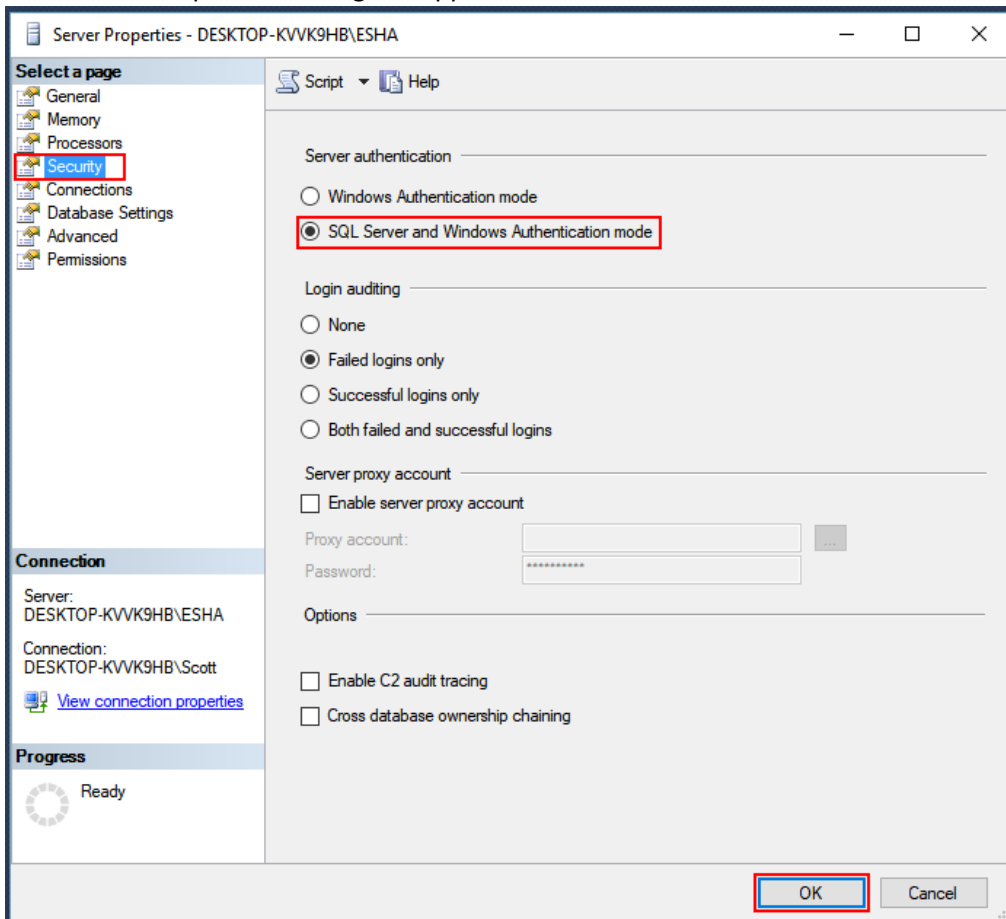 Server Properties - DESKTOP-KVVK9HB\ESHA
Select a page
General
Memory
Processors
Security
Connections
Database Settings
Advanced
Permissions
Script
Help
Server authentication
Windows Authentication mode
SQL Server and Windows Authentication mode
Login auditing
None
Failed logins only
Successful logins only
Both failed and successful logins
Server proxy account
Enable server proxy account
Proxy account:
...
Password:
**********
Options
Enable C2 audit tracing
Cross database ownership chaining
Connection
Server:
DESKTOP-KVVK9HB\ESHA
Connection:
DESKTOP-KVVK9HB\Scott
View connection properties
Progress
Ready
OK
Cancel